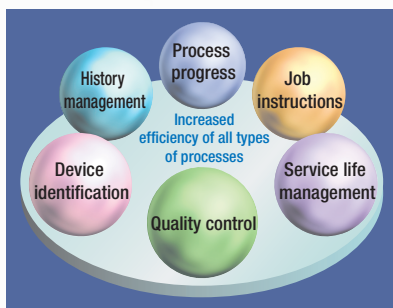 Process
progress
History
management
Job
instructions
Increased
efficiency of all types
of processes
Device
identification
Service life
management
Quality control